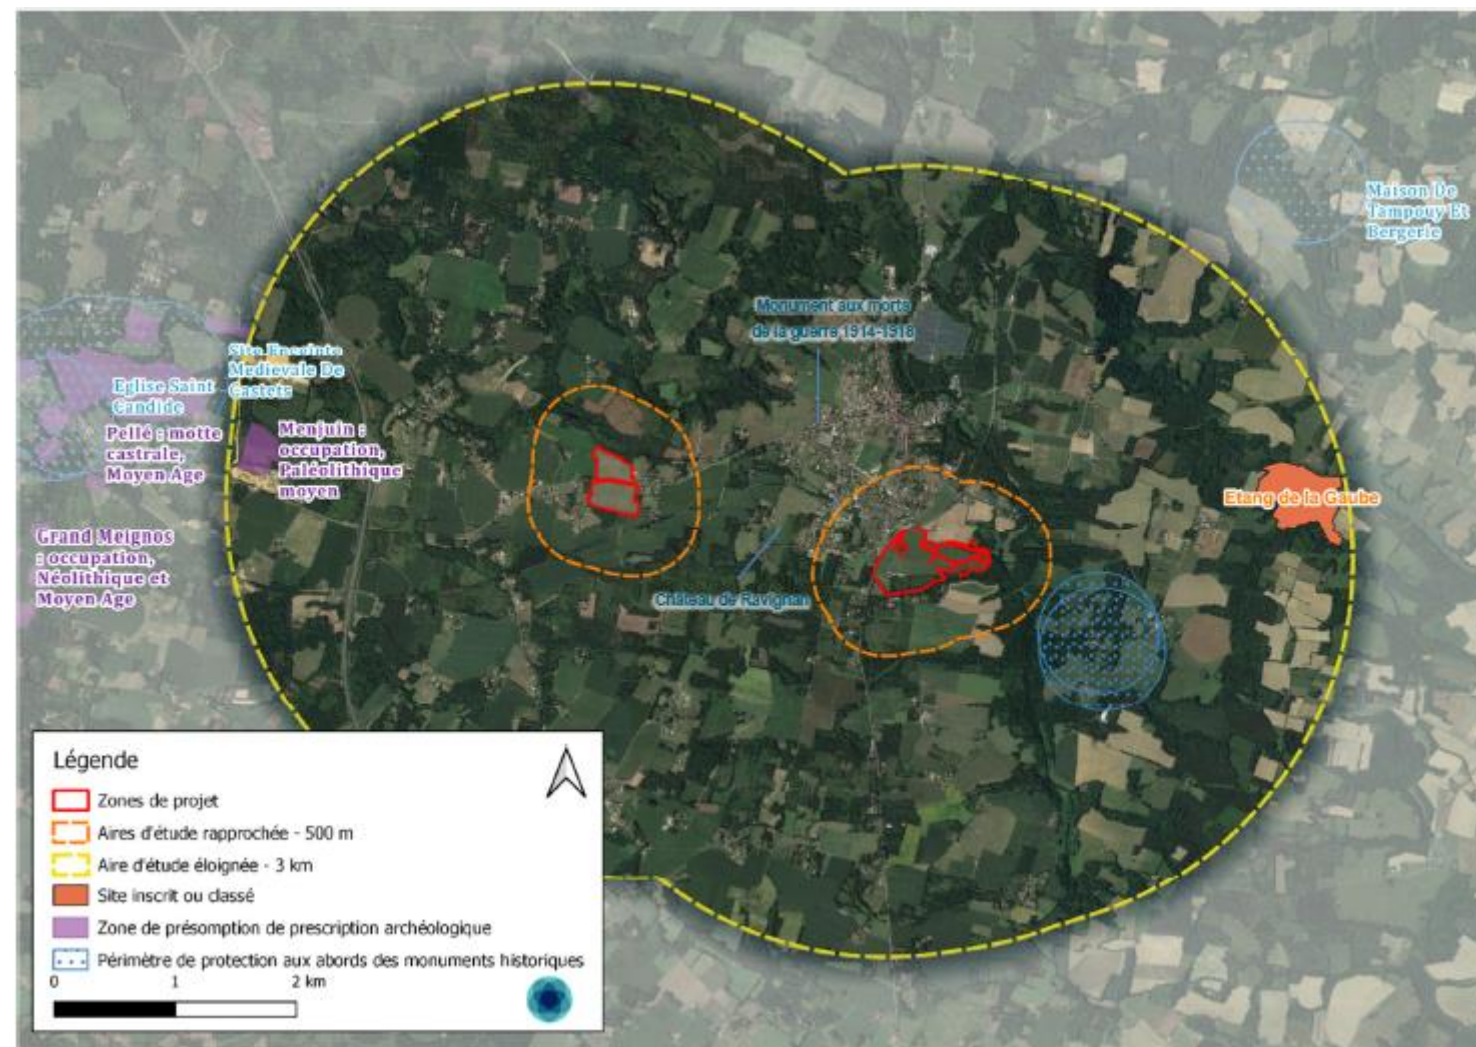 Maison De
Tampouy Et
Bergerie
Monument aux morts
de la guerre 1914-1918
Site Enceinte
Medievale De
Castets
Eglise Saint
Candide
Pellé : motte
castrale,
Moyen Age
Menjuin :
occupation,
Paléolithique
moyen
Etang de la Gaube
Grand Meignos
: occupation,
Néolithique et
Moyen Age
Château de Ravignan
Légende
Zones de projet
Aires d'étude rapprochée - 500 m
Aire d'étude éloignée - 3 km
Site inscrit ou classé
Zone de présomption de prescription archéologique
Périmètre de protection aux abords des monuments historiques
0 1 2 km